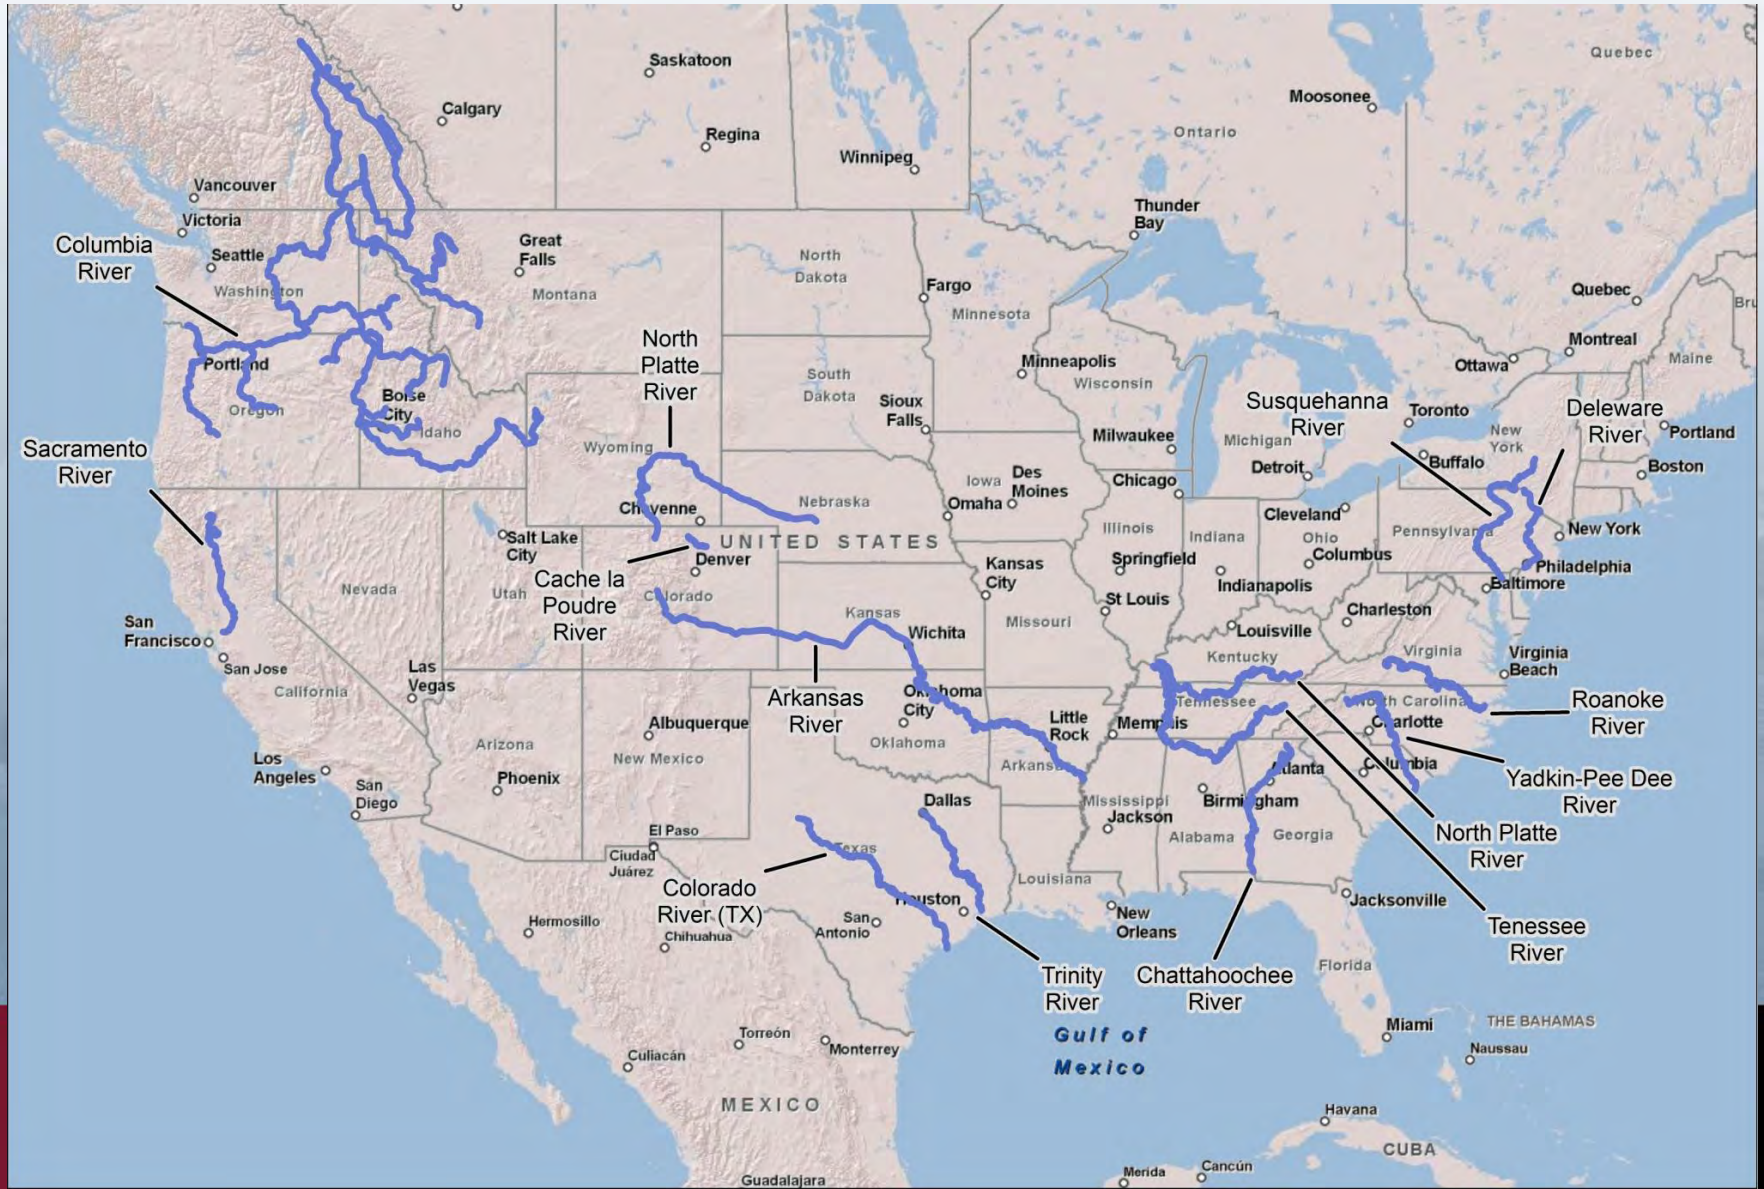 Saskatoon
Quebec
Calgary
Moosonee
Regina
Ontario
Winnipeg
Vancouver
Victoria
Thunder
Bay
Columbia
River
Seattle
Washington
Great
Falls
Montana
North
Dakota
Fargo
Minnesota
Quebec
Bru
Montreal
Ottawa
Maine
North
Platte
River
Portland
Oregon
Boise
City
Idaho
South
Dakota
Minneapolis
Wisconsin
Sioux
Falls
Susquehanna
River
Toronto
Deleware
River
New
York
Portland
Milwaukee
Michigan
Buffalo
Boston
Detroit
Sacramento
River
Wyoming
Cheyenne
Nebraska
Iowa
Des
Moines
Omaha
Chicago
Cleveland
Pennsylvania
New York
Illinois
Indiana
Ohio
Columbus
Salt Lake
City
UNITED STATES
Denver
Cache la
Poudre
River
Kansas
City
Springfield
Indianapolis
Philadelphia
Baltimore
Nevada
Utah
Colorado
Kansas
St Louis
Missouri
Charleston
San
Francisco
Wichita
Louisville
Kentucky
Virginia
Virginia
Beach
San Jose
California
Las
Vegas
Arkansas
River
Oklahoma
City
Oklahoma
Little
Rock
Arkansas
Memphis
Tennessee
North Carolina
Charlotte
Roanoke
River
Albuquerque
New Mexico
Arizona
Phoenix
Los
Angeles
San
Diego
Columbia
Atlanta
Yadkin-Pee Dee
River
Dallas
Mississippi
Jackson
Birmingham
Alabama
Georgia
North Platte
River
El Paso
Ciudad
Juárez
Texas
Colorado
River (TX)
Louisiana
Houston
San
Antonio
Jacksonville
New
Orleans
Tenessee
River
Hermosillo
Chihuahua
Trinity
River
Chattahoochee
River
Florida
Gulf of
Mexico
Miami
THE BAHAMAS
Naussau
Torreón
Monterrey
Culiacán
MEXICO
Havana
CUBA
Merida
Cancún
Guadalajara